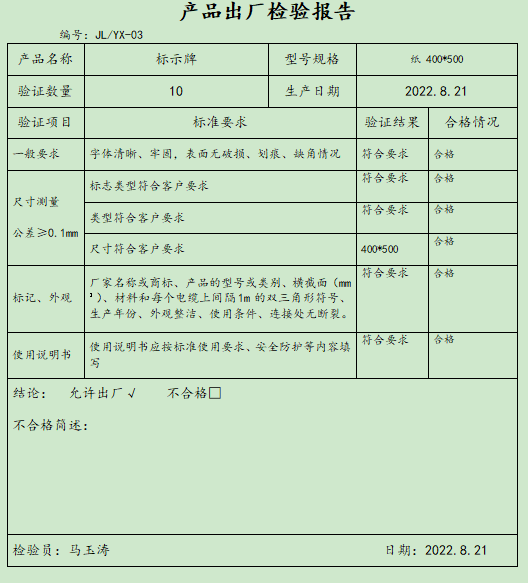 产品出厂检验报告
编号: JL/YX-03
产品名称 标示牌 型号规格 纸 400*500
验证数量 10 生产日期 2022.8.21
验证项目 标准要求 验证结果 合格情况
一般要求 字体清晰、牢固, 表面无破损、划痕、缺角情况 符合要求 合格
尺寸测量
公差≥0.1mm
标志类型符合客户要求 符合要求 合格
类型符合客户要求 符合要求 合格
尺寸符合客户要求 400*500 合格
标记、外观
厂家名称或商标、产品的型号或类别、横截面(mm
²)、材料和每个电缆上间隔1m的双三角形符号、
生产年份、外观整洁、使用条件、连接处无断裂。
符合要求 合格
使用说明书
使用说明书应按标准使用要求、安全防护等内容填
写
符合要求 合格
结论: 允许出厂√ 不合格□
不合格简述:
检验员: 马玉涛 日期: 2022.8.21